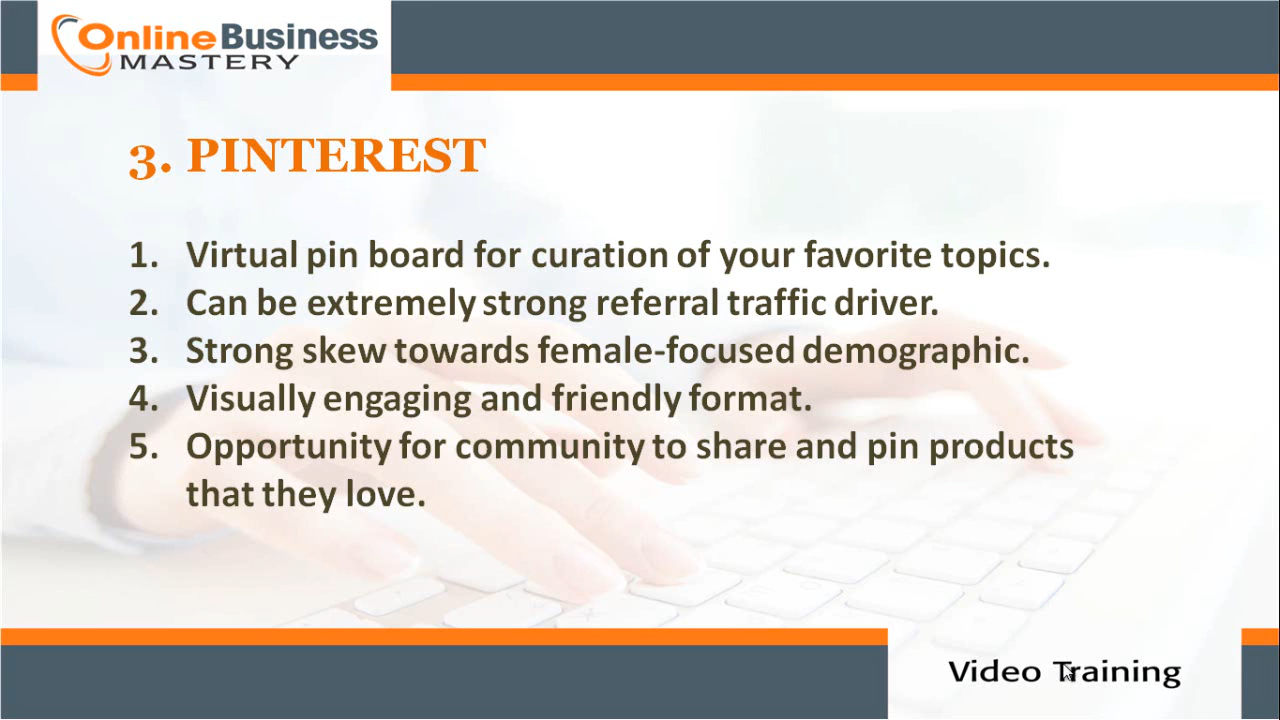 Online Business
MASTERY
3. PINTEREST
1. Virtual pin board for curation of your favorite topics.
2. Can be extremely strong referral traffic driver.
3. Strong skew towards female-focused demographic.
4. Visually engaging and friendly format.
5. Opportunity for community to share and pin products
that they love.
Video Training